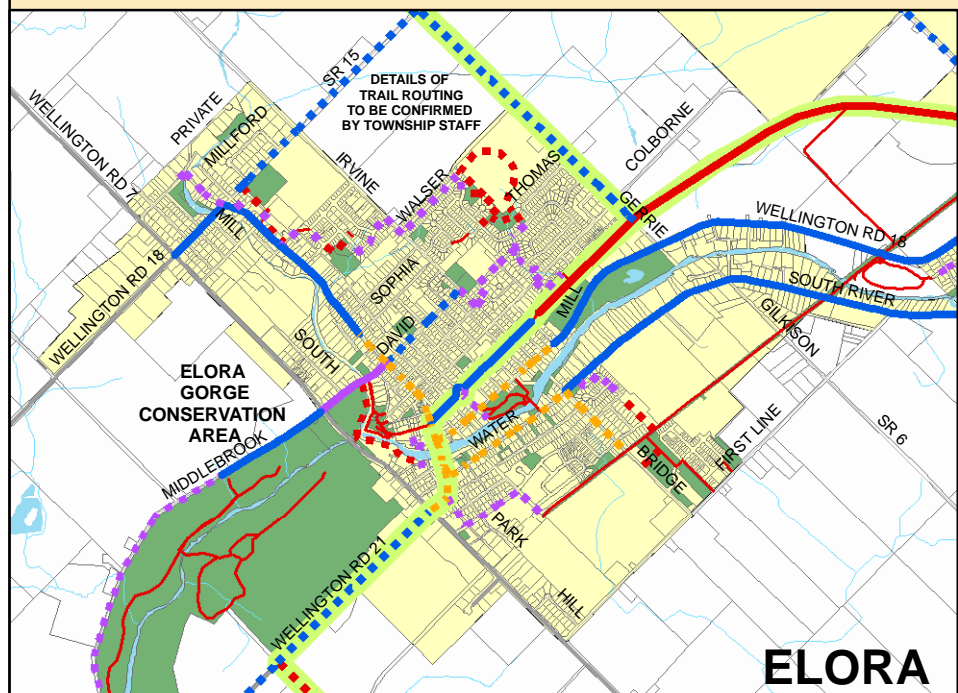 SR 15
DETAILS OF
TRAIL ROUTING
TO BE CONFIRMED
BY TOWNSHIP STAFF
WELLINGTON RD 7
PRIVATE
MILLFORD
IRVINE
WALSER
THOMAS
COLBORNE
GERRIE
WELLINGTON RD 18
MILL
WELLINGTON RD 18
SOPHIA
SOUTH RIVER
MILL
GILKISON
DAVID
SOUTH
ELORA
GORGE
CONSERVATION
AREA
MIDDLEBROOK
WATER
BRIDGE
FIRST LINE
SR 6
PARK
WELLINGTON RD 21
HILL
ELORA